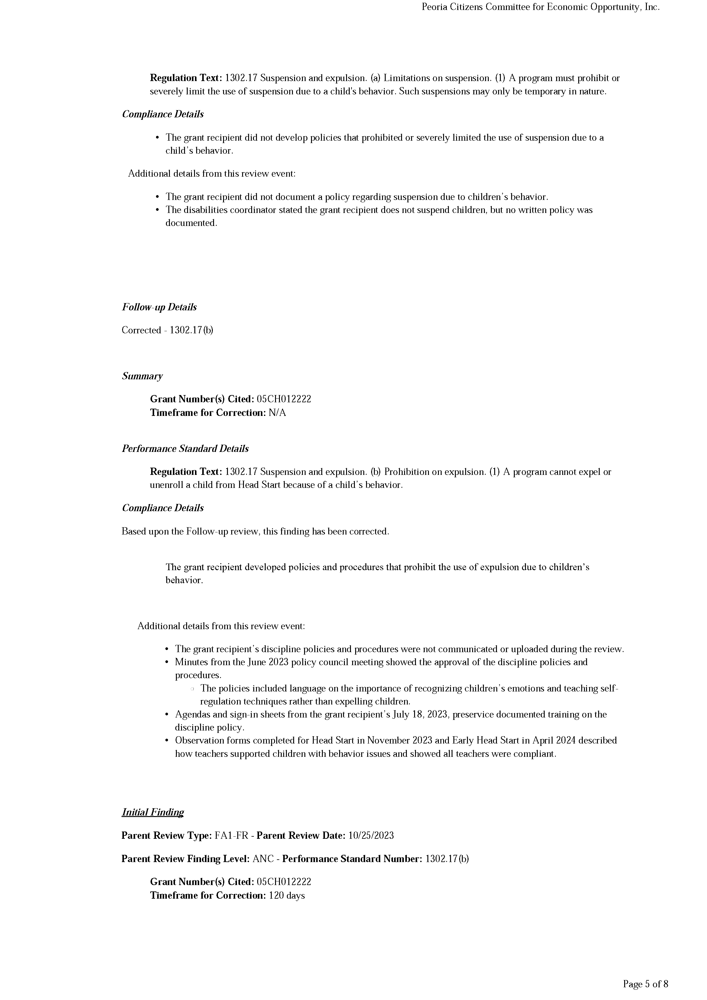 Peoria Citizens Committee for Economic Opportunity, Inc.
Regulation Text: 1302.17 Suspension and expulsion. (a) Limitations on suspension. (1) A program must prohibit or
severely limit the use of suspension due to a child's behavior. Such suspensions may only be temporary in nature.
Compliance Details
• The grant recipient did not develop policies that prohibited or severely limited the use of suspension due to a
child’s behavior.
Additional details from this review event:
• The grant recipient did not document a policy regarding suspension due to children’s behavior.
• The disabilities coordinator stated the grant recipient does not suspend children, but no written policy was
documented.
Follow-up Details
Corrected - 1302.17(b)
Summary
Grant Number(s) Cited: 05CH012222
Timeframe for Correction: N/A
Performance Standard Details
Regulation Text: 1302.17 Suspension and expulsion. (b) Prohibition on expulsion. (1) A program cannot expel or
unenroll a child from Head Start because of a child’s behavior.
Compliance Details
Based upon the Follow-up review, this finding has been corrected.
The grant recipient developed policies and procedures that prohibit the use of expulsion due to children’s
behavior.
Additional details from this review event:
• The grant recipient’s discipline policies and procedures were not communicated or uploaded during the review.
• Minutes from the June 2023 policy council meeting showed the approval of the discipline policies and
procedures.
◦ The policies included language on the importance of recognizing children’s emotions and teaching self-
regulation techniques rather than expelling children.
• Agendas and sign-in sheets from the grant recipient’s July 18, 2023, preservice documented training on the
discipline policy.
• Observation forms completed for Head Start in November 2023 and Early Head Start in April 2024 described
how teachers supported children with behavior issues and showed all teachers were compliant.
Initial Finding
Parent Review Type: FA1-FR - Parent Review Date: 10/25/2023
Parent Review Finding Level: ANC - Performance Standard Number: 1302.17(b)
Grant Number(s) Cited: 05CH012222
Timeframe for Correction: 120 days
Page 5 of 8